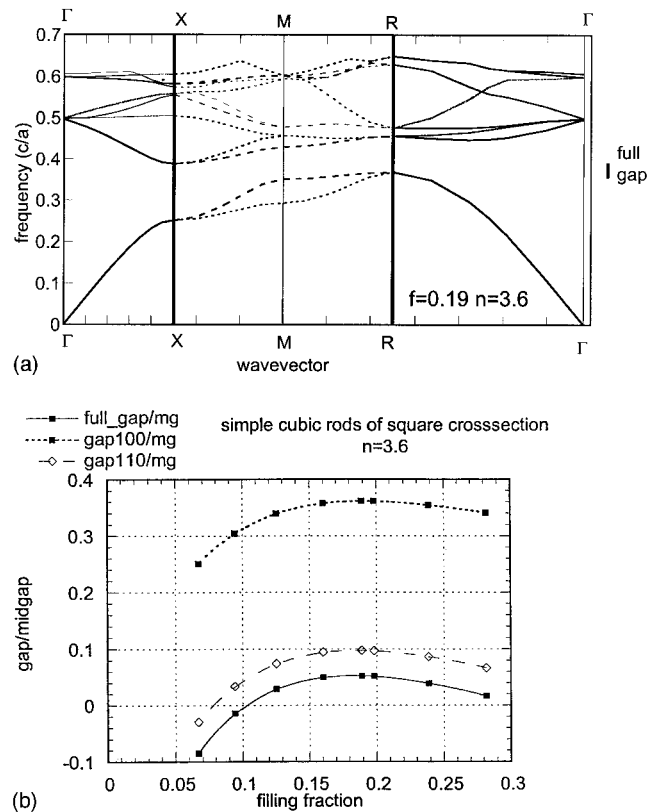 Γ X M R Γ
0.7
0.6
0.5
0.4
0.3
0.2
0.1
0
frequency (c/a)
full
gap
f=0.19 n=3.6
Γ X M R Γ
(a)
wavevector
full_gap/mg
gap100/mg
gap110/mg
simple cubic rods of square crosssection
n=3.6
0.4
0.3
0.2
0.1
0
-0.1
gap/midgap
0 0.05 0.1 0.15 0.2 0.25 0.3
(b)
filling fraction